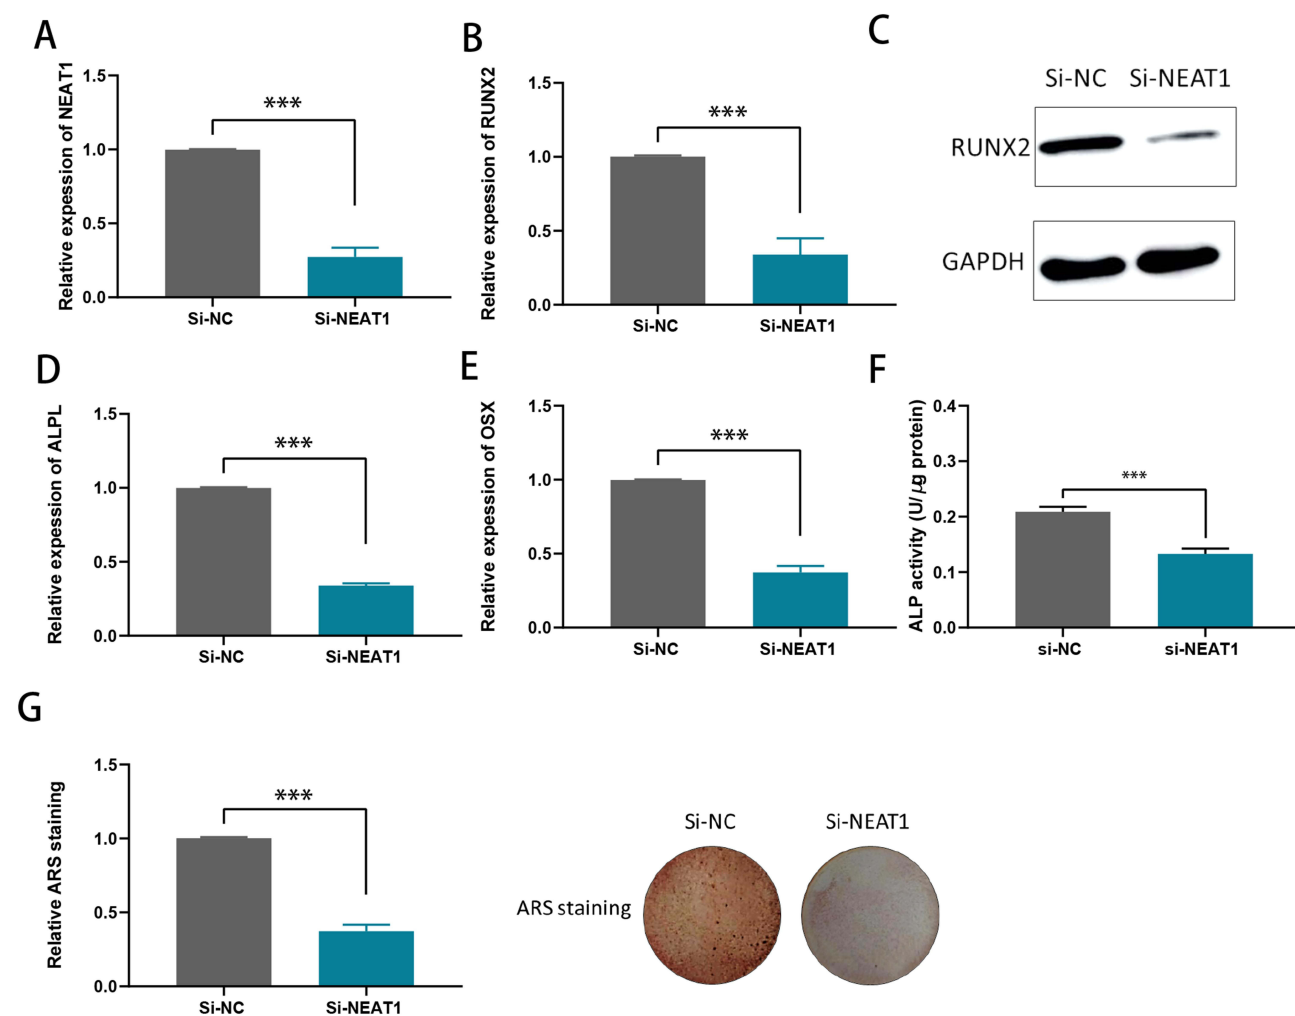 A
Relative expession of NEAT1
1.5
1.0
0.5
0.0
***
Si-NC
Si-NEAT1
B
Relative expession of RUNX2
1.5
1.0
0.5
0.0
***
Si-NC
Si-NEAT1
C
Si-NC Si-NEAT1
RUNX2
GAPDH
D
Relative expession of ALPL
1.5
1.0
0.5
0.0
***
Si-NC
Si-NEAT1
E
Relative expession of OSX
1.5
1.0
0.5
0.0
***
Si-NC
Si-NEAT1
F
ALP activity (U/μg protein)
0.4
0.3
0.2
0.1
0.0
***
si-NC
si-NEAT1
G
Relative ARS staining
1.5
1.0
0.5
0.0
***
Si-NC
Si-NEAT1
Si-NC
Si-NEAT1
ARS staining